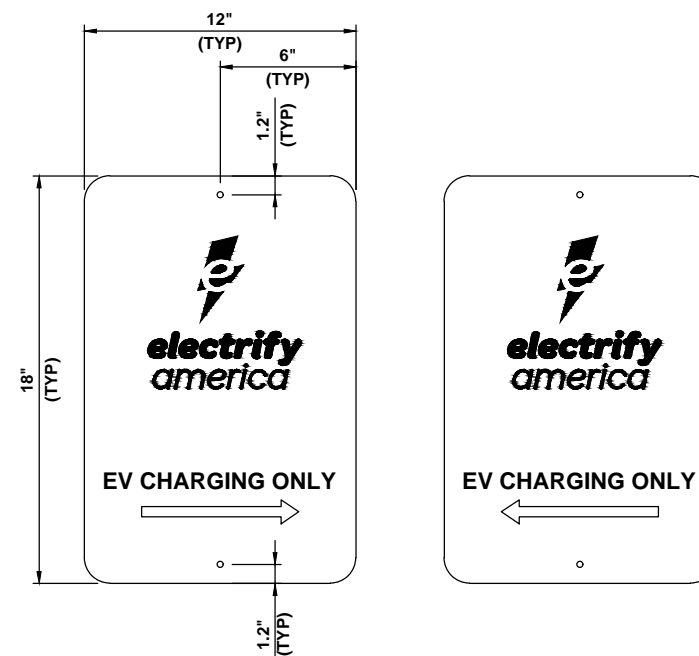 12"
(TYP)
6"
(TYP)
1.2"
(TYP)
18"
(TYP)
e
electrify
america
EV CHARGING ONLY
1.2"
(TYP)
e
electrify
america
EV CHARGING ONLY